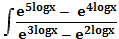 ∫ (e^{5logx} − e^{4logx}) / (e^{3logx} − e^{2logx})